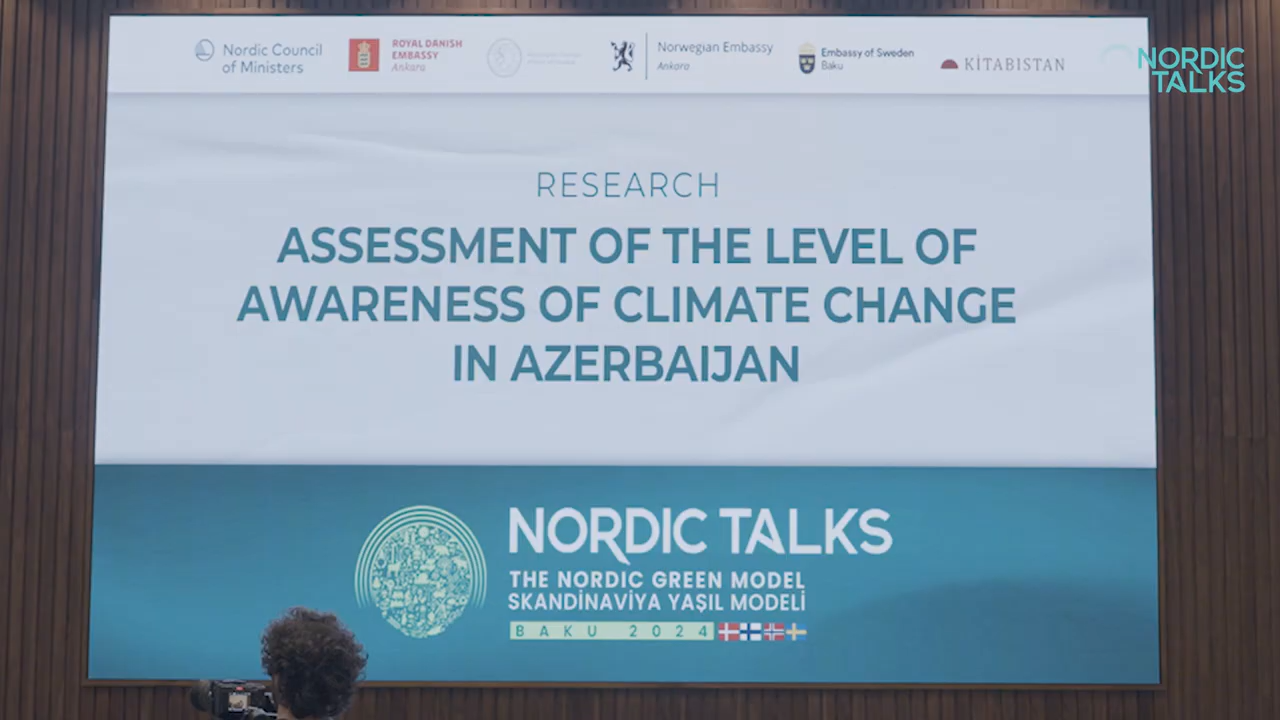 Nordic Council
of Ministers
ROYAL DANISH
EMBASSY
Ankara
Norwegian Embassy
Ankara
Embassy of Sweden
Baku
KİTABISTAN
NORDIC
TALKS
RESEARCH
ASSESSMENT OF THE LEVEL OF
AWARENESS OF CLIMATE CHANGE
IN AZERBAIJAN
NORDIC TALKS
THE NORDIC GREEN MODEL
SKANDİNAVİYA YAŞIL MODELİ
BAKU 2024